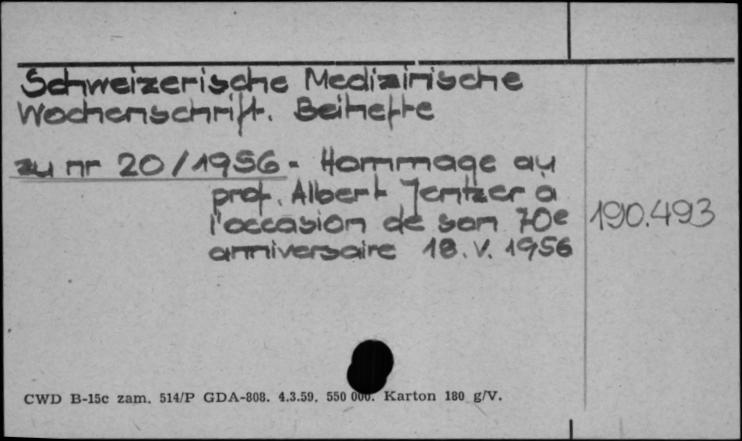 Schweizerische Medizinische
Wochenschrift. Beihefte
zu nr 20/1956 - Hommage au
prof. Albert Jentzer à
l'occasion de son 70e
anniversaire 18.V.1956
190.493
CWD B-15c zam. 514/P GDA-808. 4.3.59. 550 000. Karton 180 g/V.